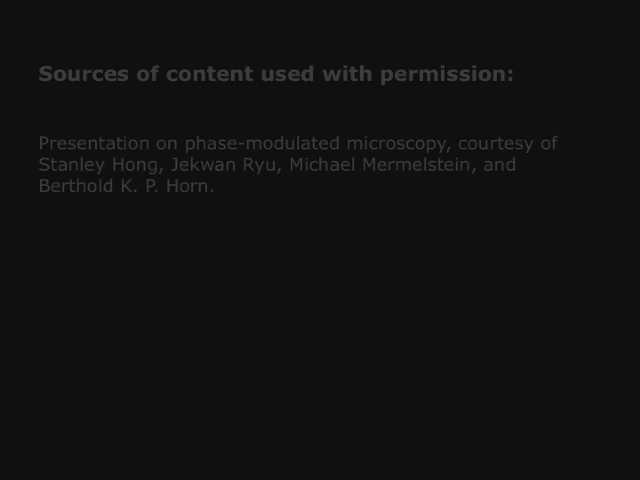 Sources of content used with permission:
Presentation on phase-modulated microscopy, courtesy of
Stanley Hong, Jekwan Ryu, Michael Mermelstein, and
Berthold K. P. Horn.